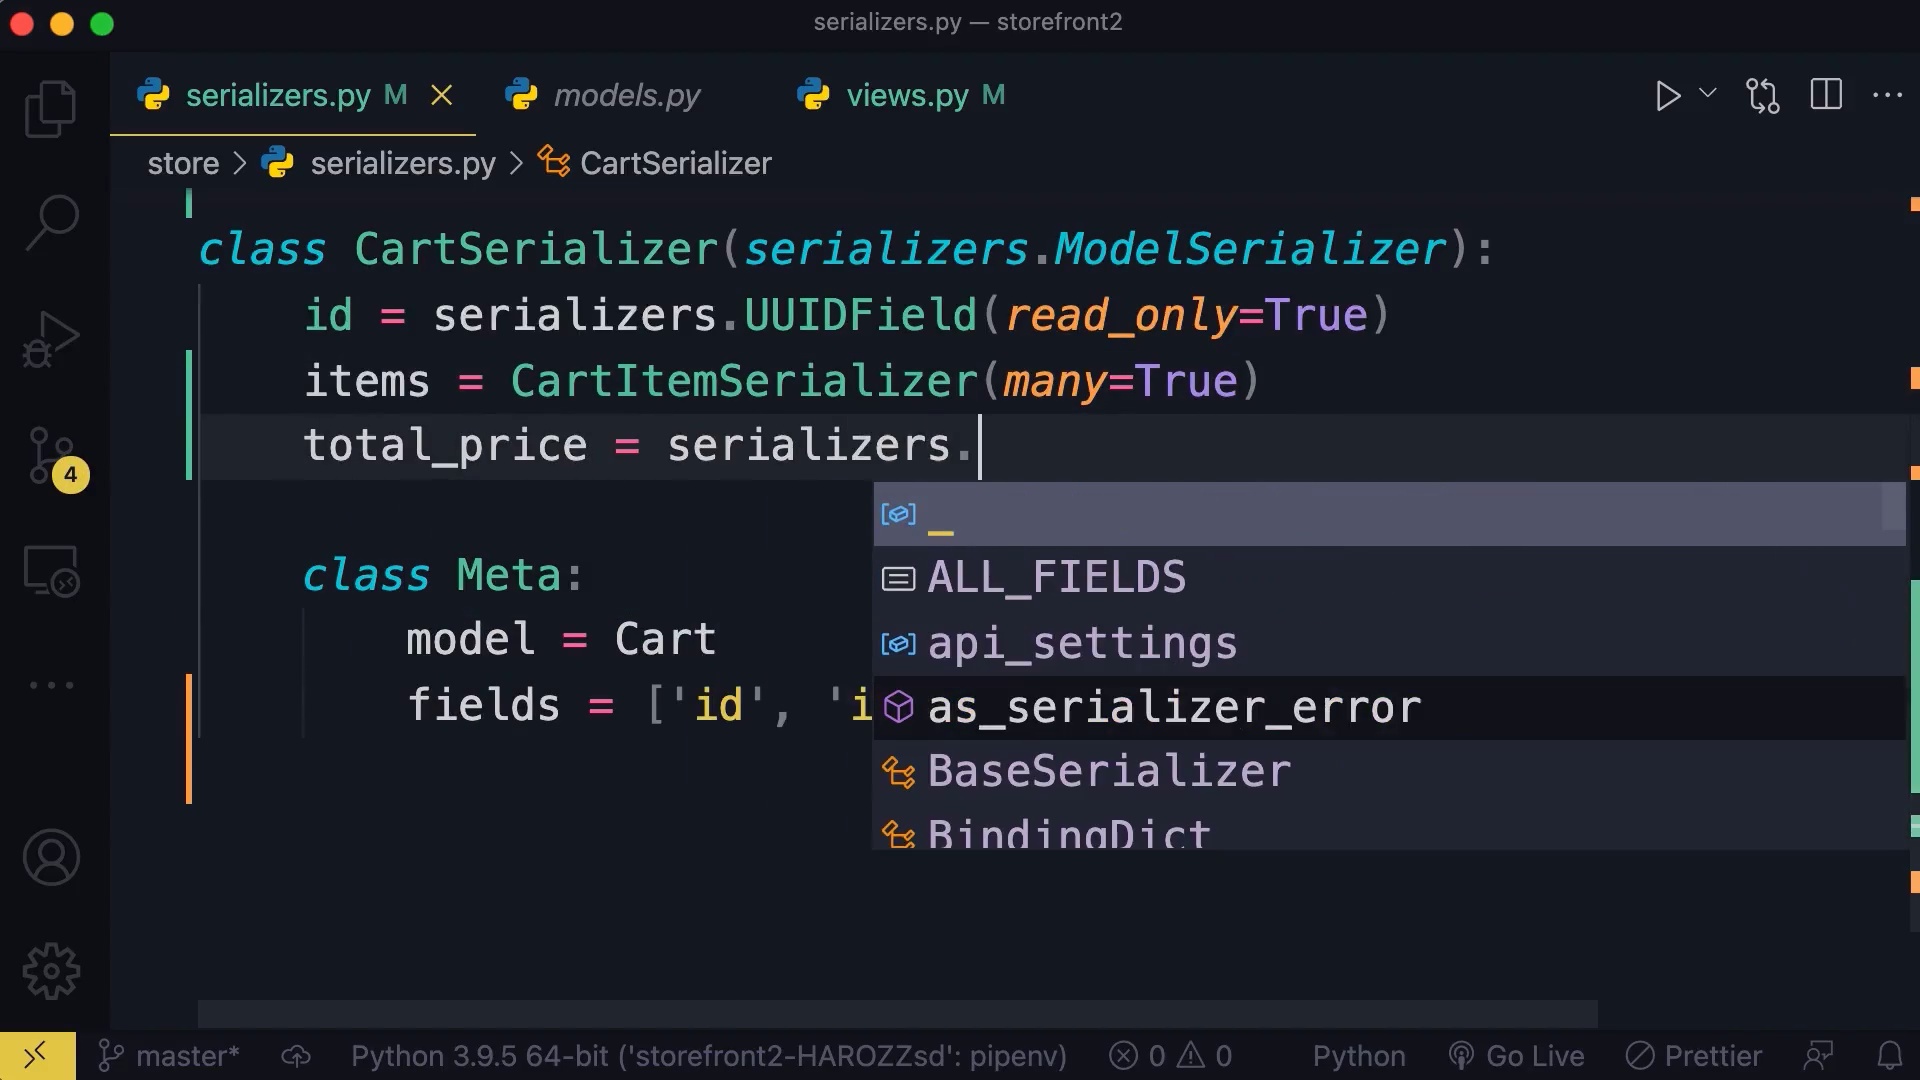 serializers.py — storefront2
serializers.py M models.py views.py M
store > serializers.py > CartSerializer
class CartSerializer(serializers.ModelSerializer):
id = serializers.UUIDField(read_only=True)
items = CartItemSerializer(many=True)
total_price = serializers.
_
class Meta:
ALL_FIELDS
model = Cart
api_settings
fields = ['id', 'i
as_serializer_error
BaseSerializer
BindingDict
4
master* Python 3.9.5 64-bit ('storefront2-HAROZZsd': pipenv) 0 0 Python Go Live Prettier